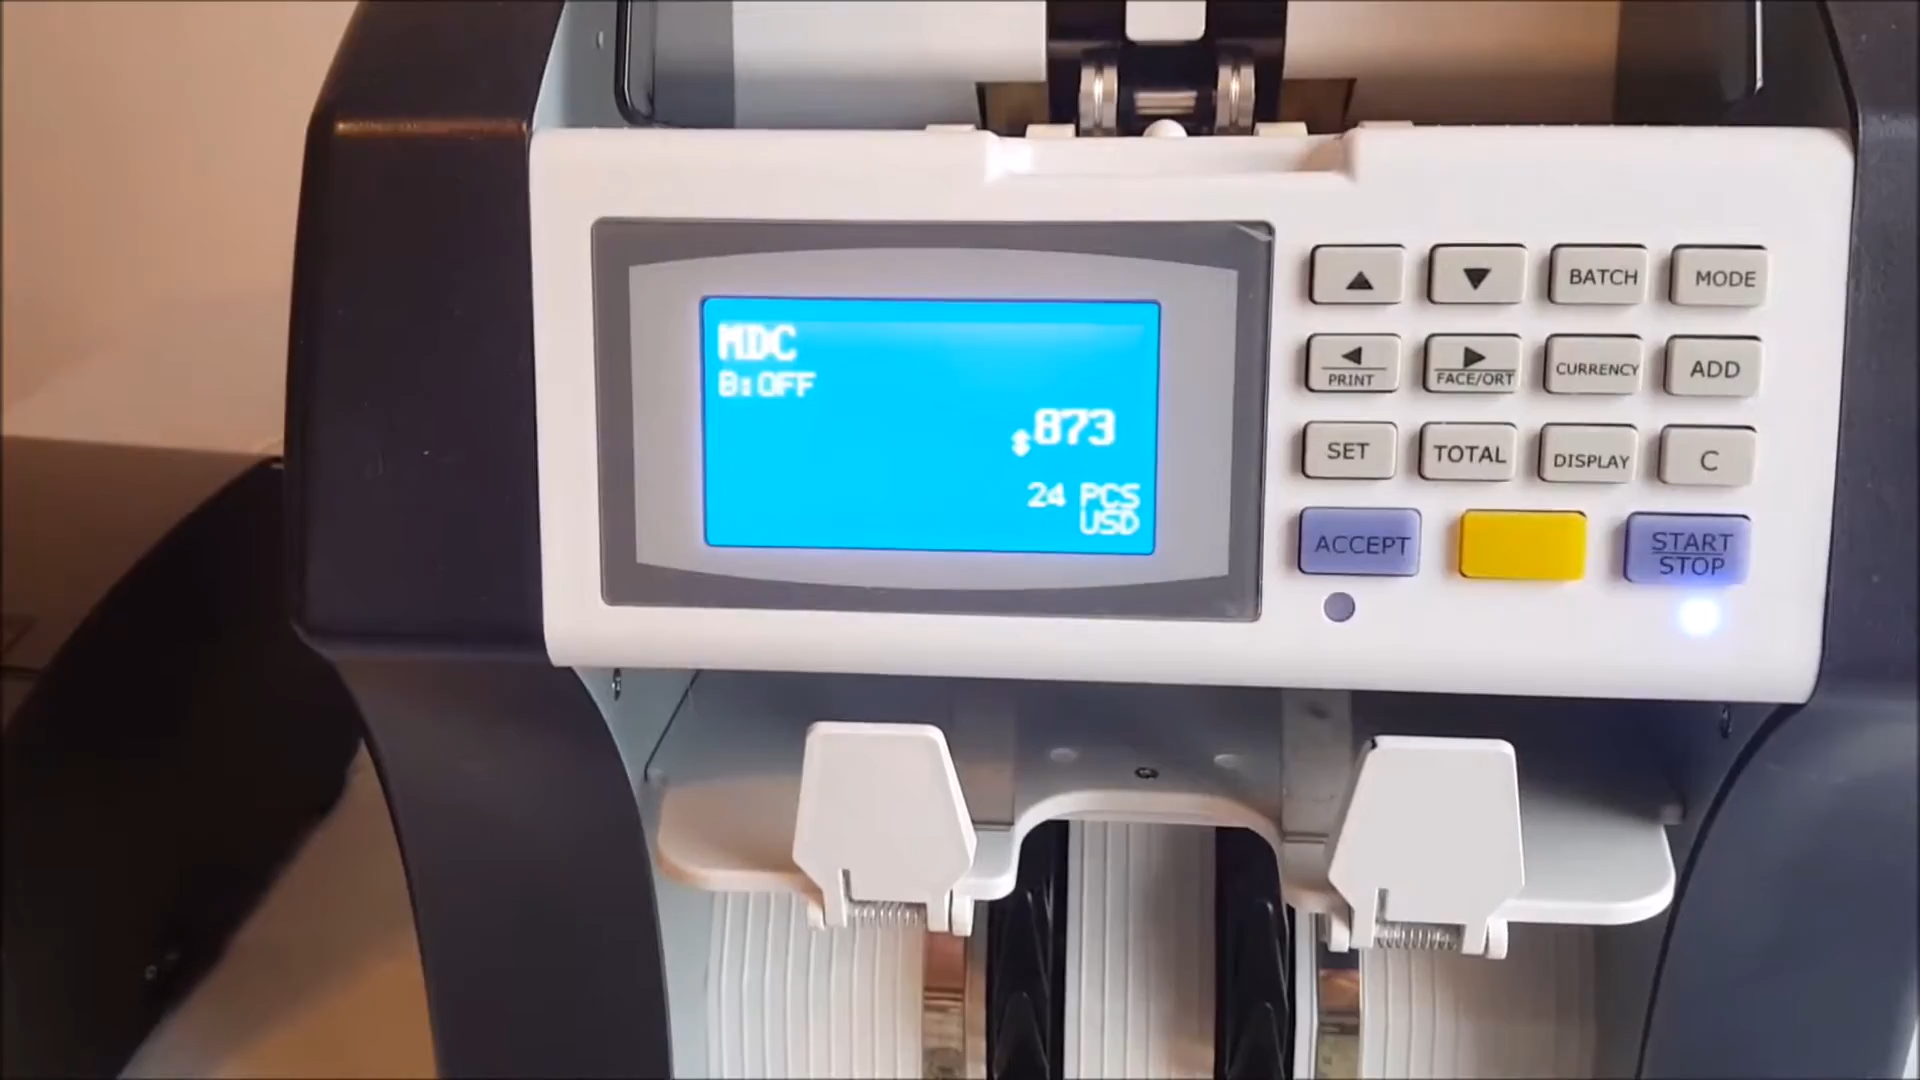 MDC
B:OFF
$873
24 PCS
USD
▲ ▼ BATCH MODE
◀ PRINT ▶ FACE/ORT CURRENCY ADD
SET TOTAL DISPLAY C
ACCEPT START STOP